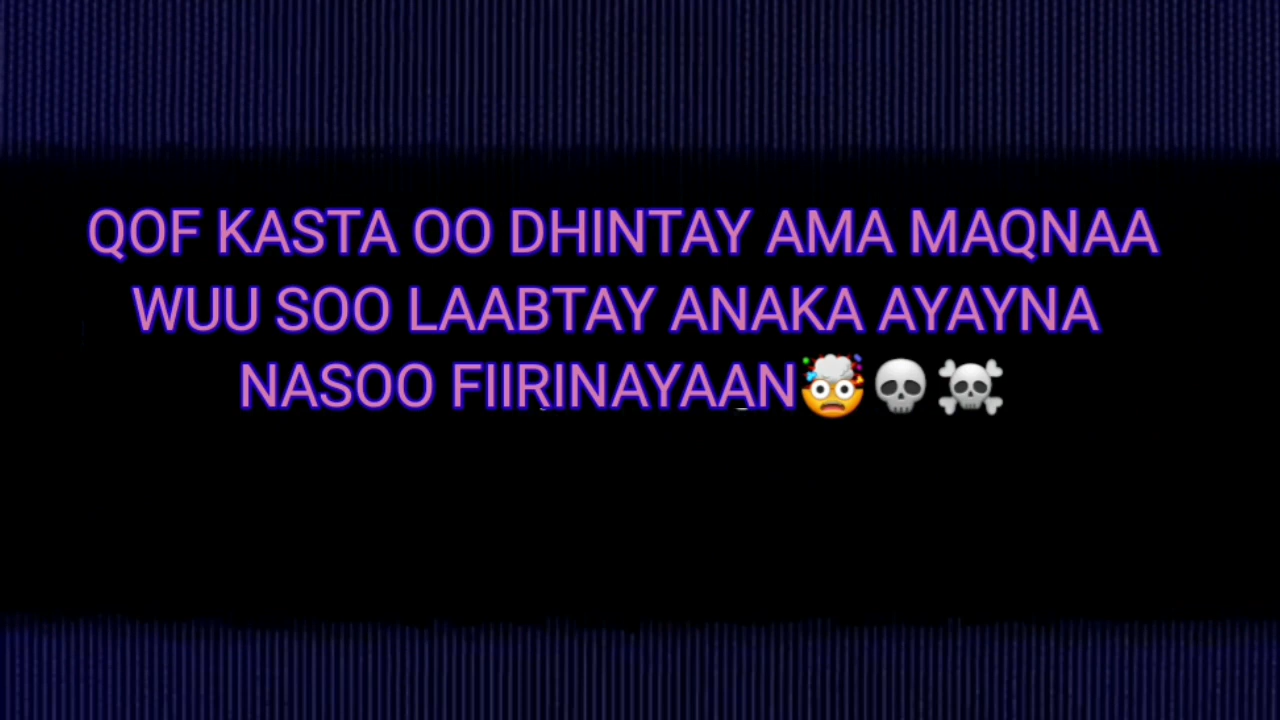 QOF KASTA OO DHINTAY AMA MAQNAA
WUU SOO LAABTAY ANAKA AYAYNA
NASOO FIIRINAYAAN🤯💀☠️